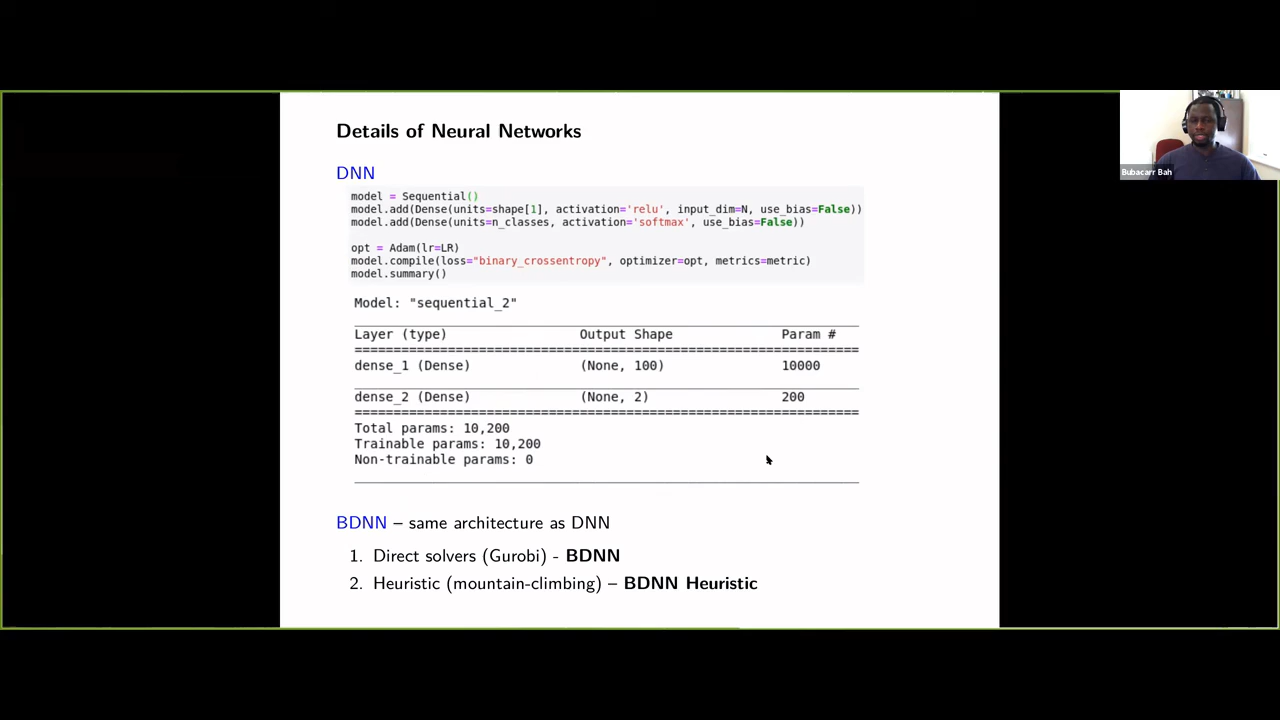 Details of Neural Networks
DNN
model = Sequential()
model.add(Dense(units=shape[1], activation='relu', input_dim=N, use_bias=False))
model.add(Dense(units=n_classes, activation='softmax', use_bias=False))
opt = Adam(lr=LR)
model.compile(loss="binary_crossentropy", optimizer=opt, metrics=metric)
model.summary()
Model: "sequential_2"
Layer (type) Output Shape Param #
dense_1 (Dense) (None, 100) 10000
dense_2 (Dense) (None, 2) 200
Total params: 10,200
Trainable params: 10,200
Non-trainable params: 0
BDNN – same architecture as DNN
1. Direct solvers (Gurobi) - BDNN
2. Heuristic (mountain-climbing) – BDNN Heuristic
Bubacarr Bah